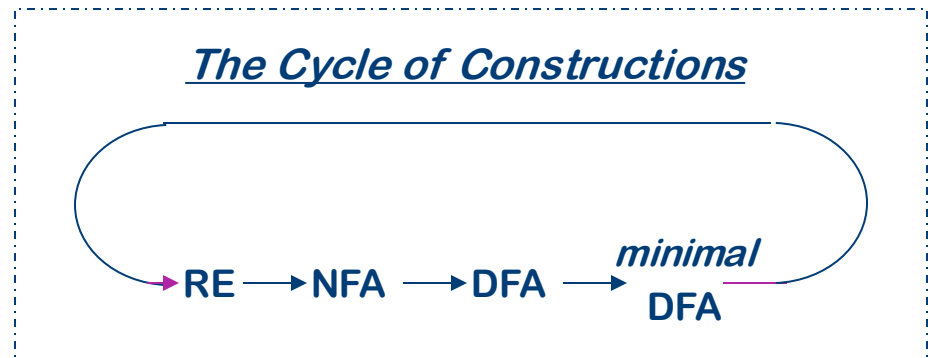 The Cycle of Constructions
minimal
RE NFA DFA
DFA